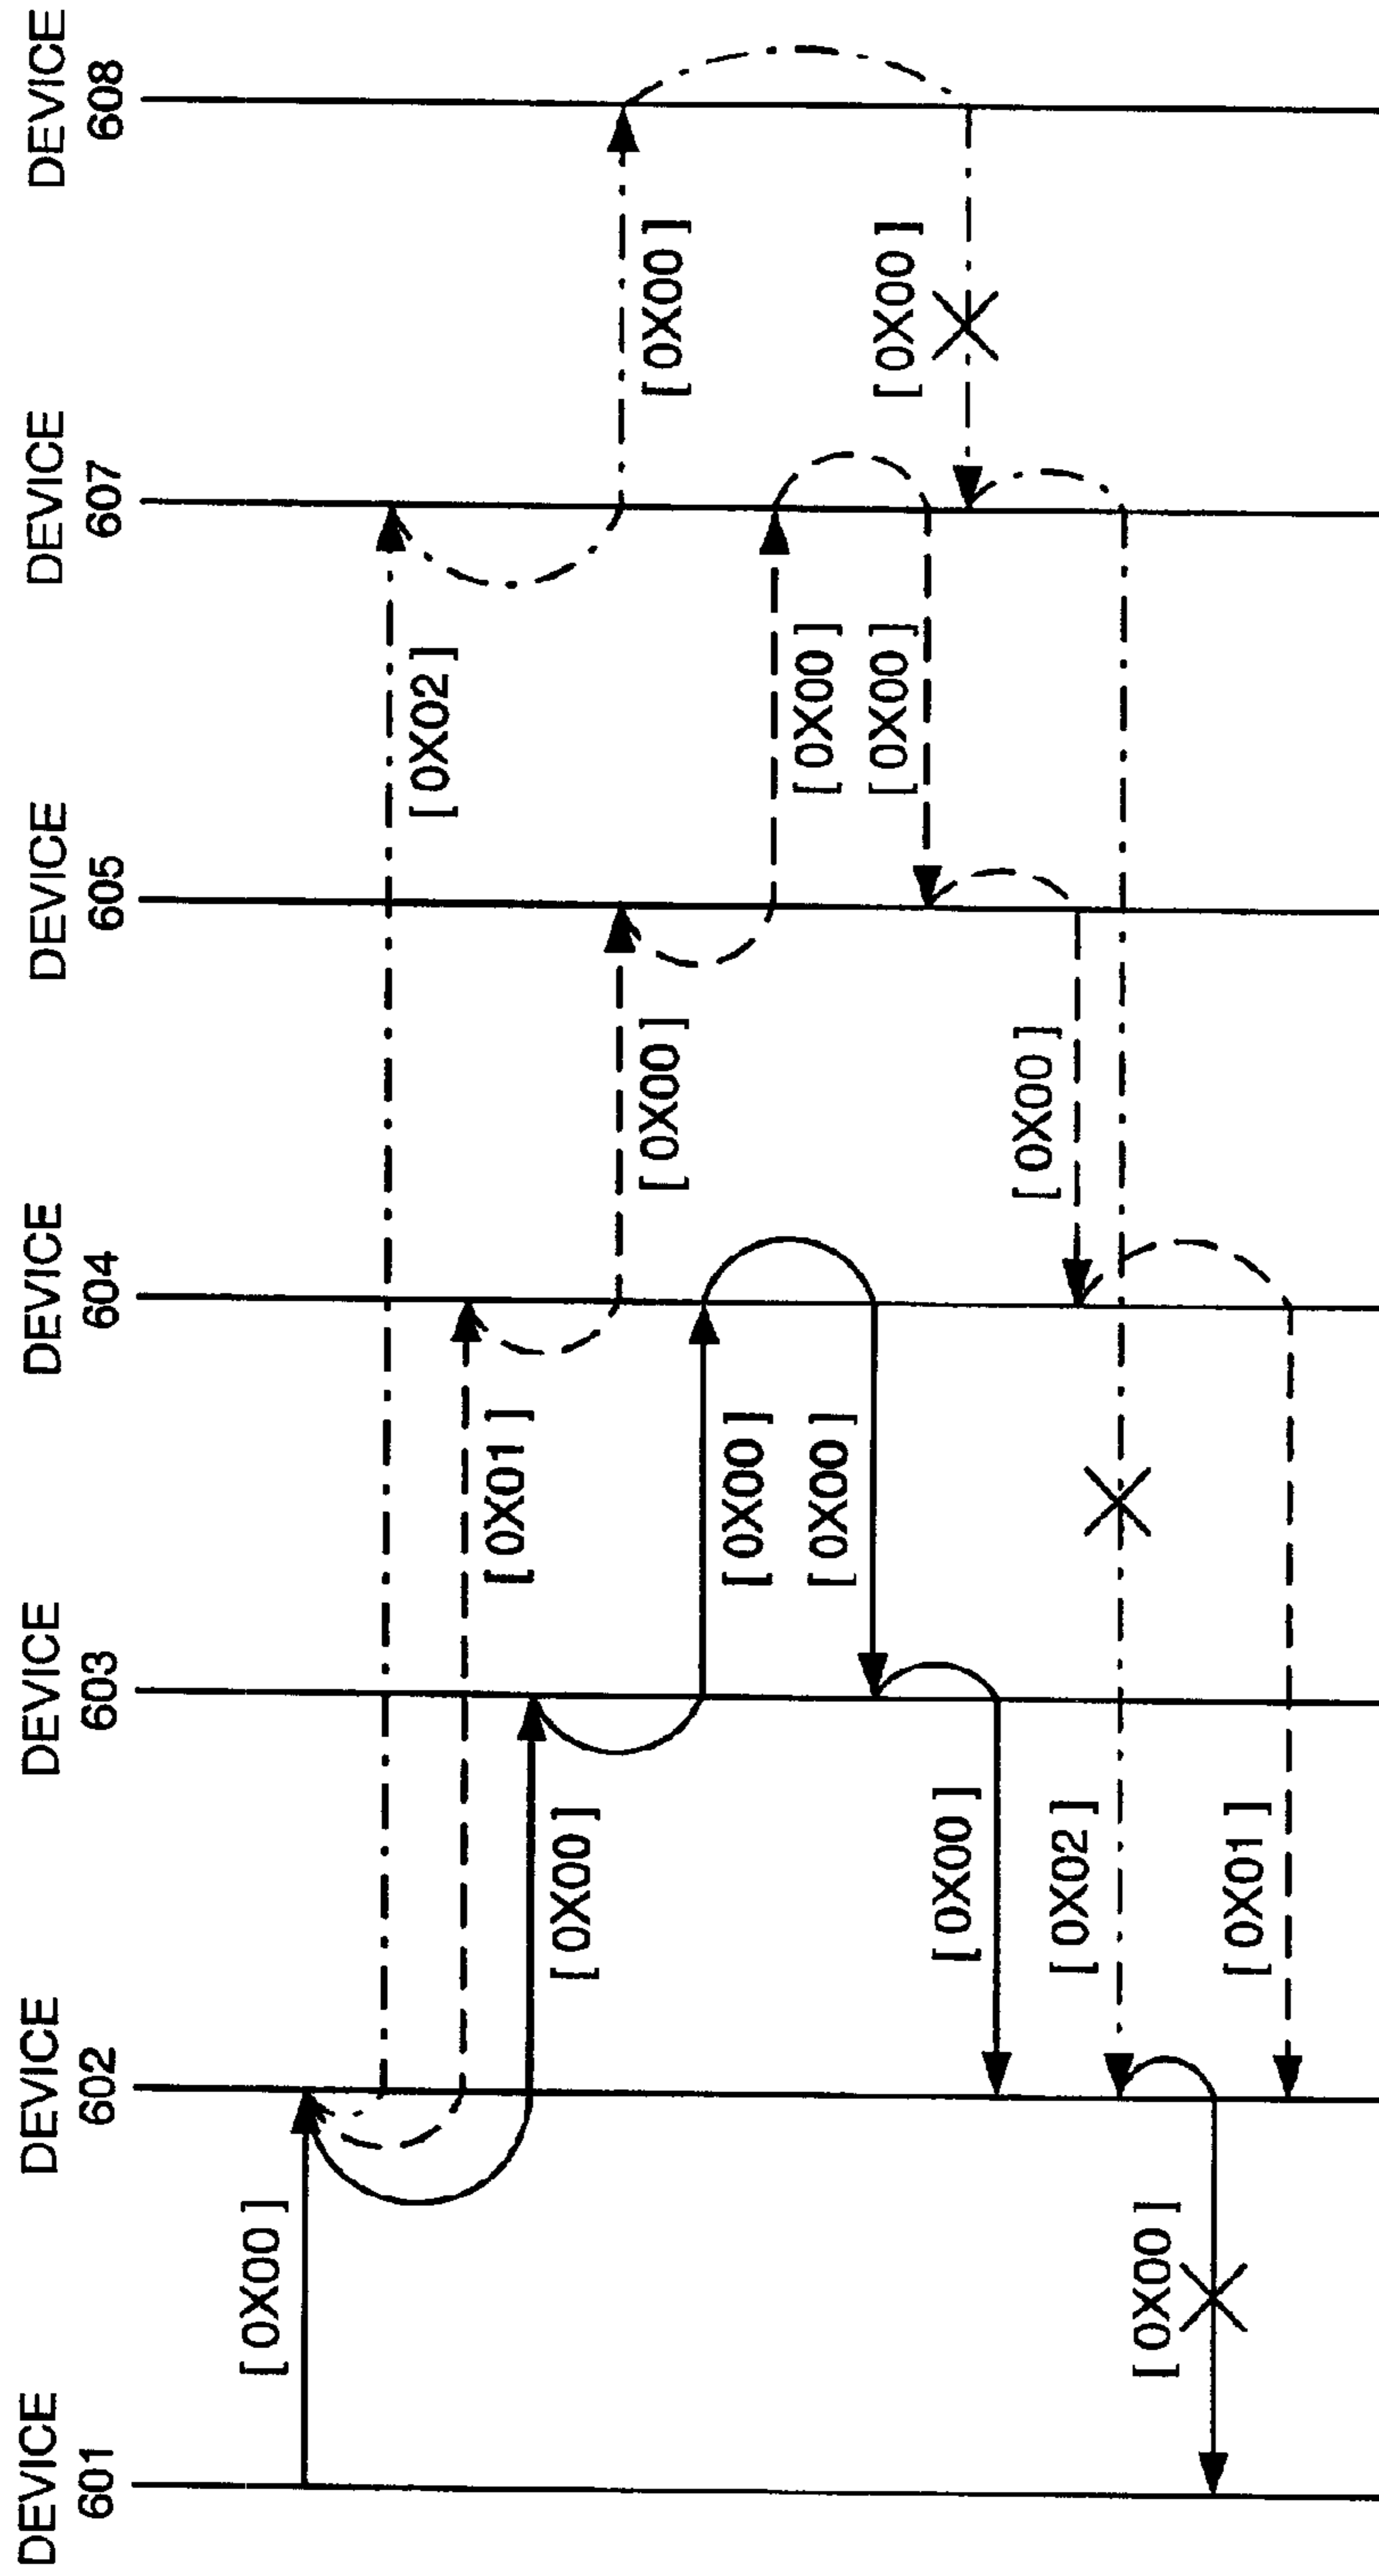 DEVICE
601
DEVICE
602
DEVICE
603
DEVICE
604
DEVICE
605
DEVICE
607
DEVICE
608
[ 0X00 ]
[ 0X02 ]
[ 0X01 ]
[ 0X00 ]
[ 0X00 ]
[ 0X00 ]
[ 0X00 ]
[ 0X00 ]
[ 0X00 ]
[ 0X00 ]
[ 0X00 ]
[ 0X00 ]
[ 0X00 ]
[ 0X00 ]
[ 0X02 ]
[ 0X00 ]
[ 0X01 ]